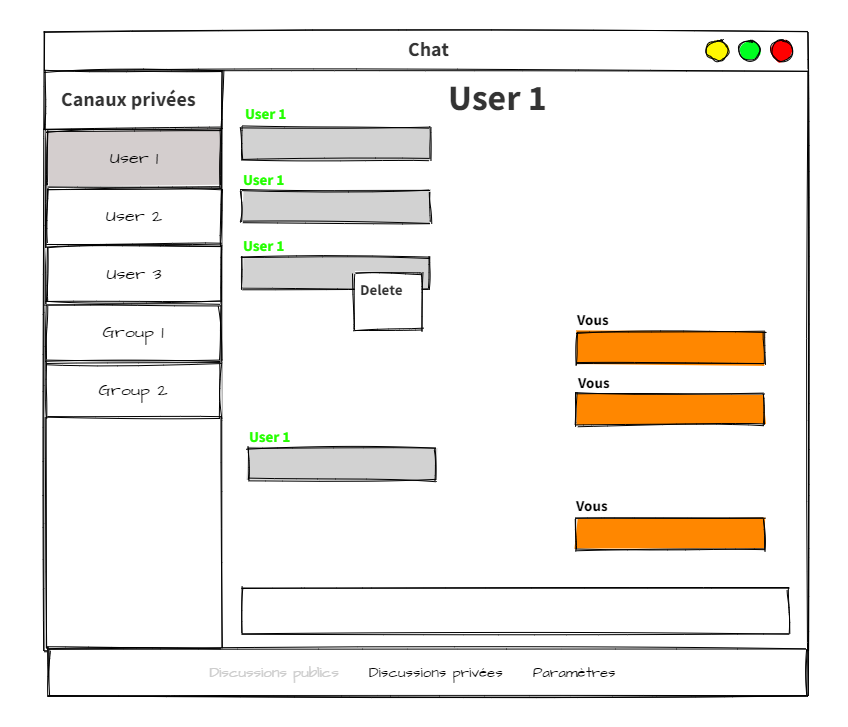 Chat
Canaux privées
User 1
User 2
User 3
Group 1
Group 2
User 1
User 1
User 1
User 1
Delete
Vous
Vous
User 1
Vous
Discussions publics
Discussions privées
Paramètres